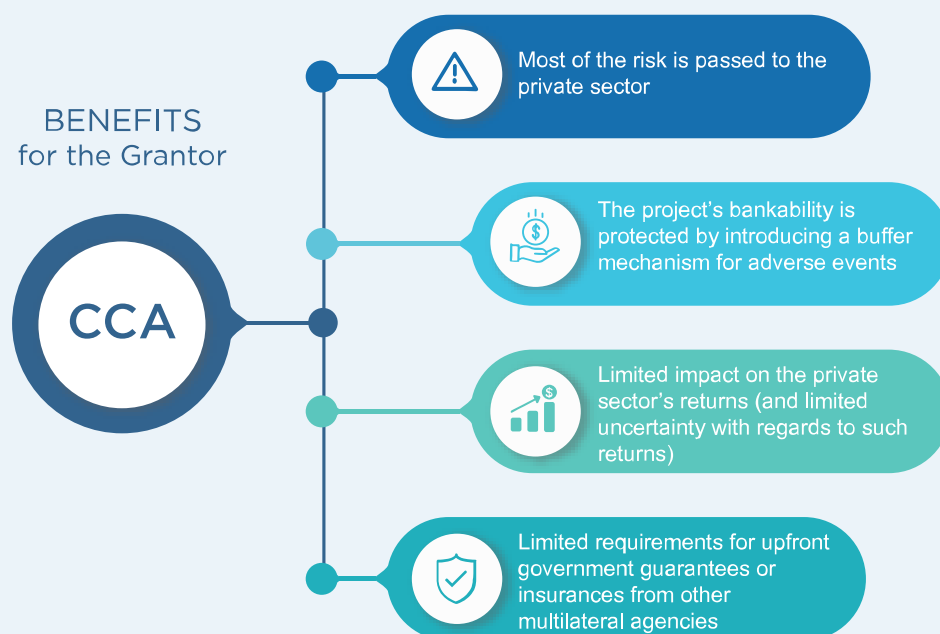 BENEFITS
for the Grantor
CCA
Most of the risk is passed to the
private sector
$
The project's bankability is
protected by introducing a buffer
mechanism for adverse events
$
Limited impact on the private
sector's returns (and limited
uncertainty with regards to such
returns)
Limited requirements for upfront
government guarantees or
insurances from other
multilateral agencies